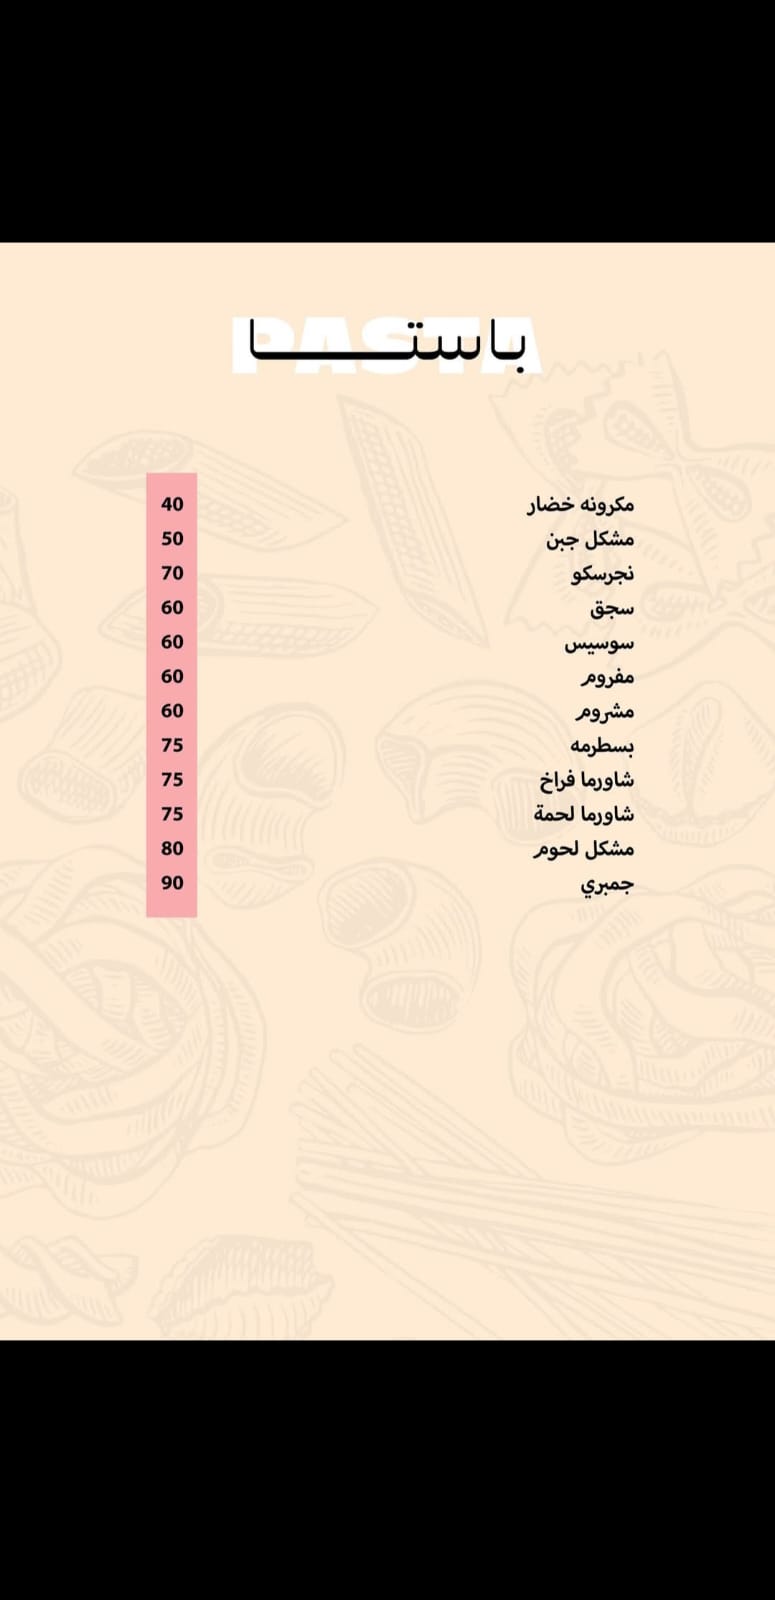 PASTA
باستا
مكرونه خضار 40
مشكل جبن 50
نجرسكو 70
سجق 60
سوسيس 60
مفروم 60
مشروم 60
بسطرمه 75
شاورما فراخ 75
شاورما لحمة 75
مشكل لحوم 80
جمبري 90